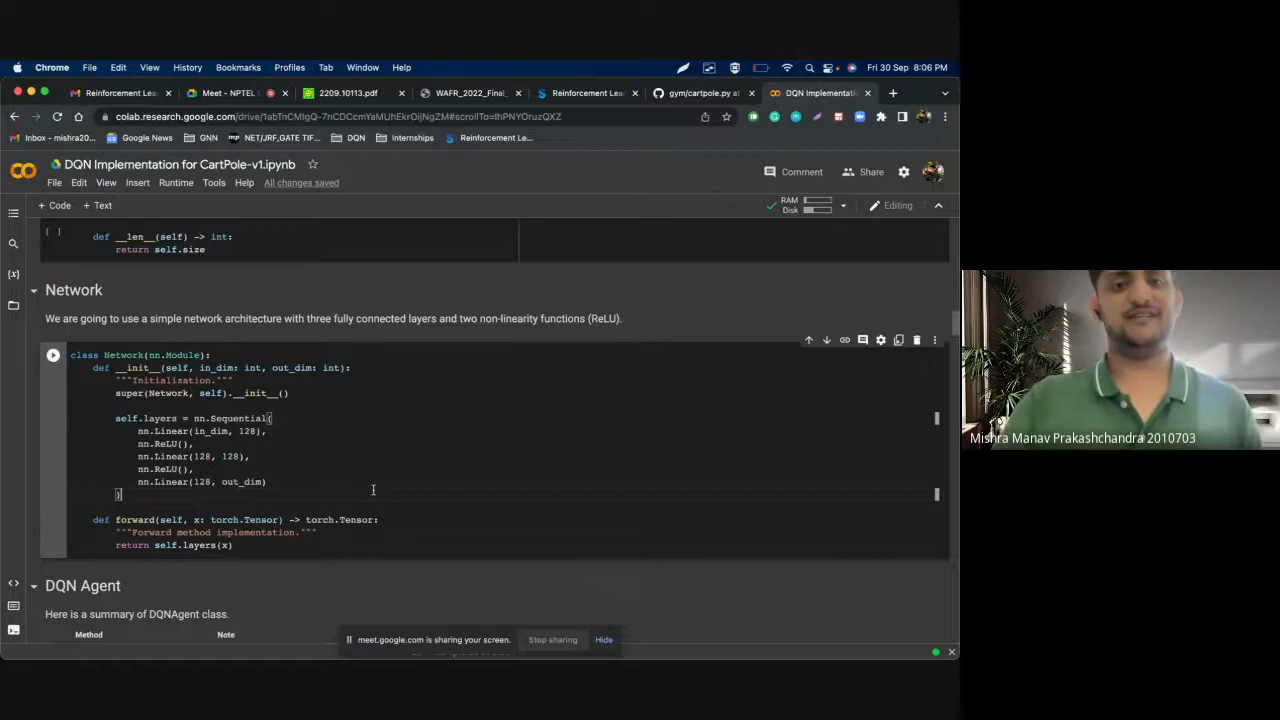 Chrome File Edit View History Bookmarks Profiles Tab Window Help Fri 30 Sep 8:06 PM
Reinforcement Lea Meet - NPTEL 2209.10113.pdf WAFR_2022_Final_ Reinforcement Lea gym/cartpole.py at DQN Implementatio
colab.research.google.com/drive/
Inbox - mishra20... Google News GNN NET/JRF,GATE TIF... DQN Internships Reinforcement Le...
DQN Implementation for CartPole-v1.ipynb
Comment Share
File Edit View Insert Runtime Tools Help All changes saved
+ Code + Text
RAM
Disk
Editing
[ ]
def __len__(self) -> int:
return self.size
Network
We are going to use a simple network architecture with three fully connected layers and two non-linearity functions (ReLU).
class Network(nn.Module):
def __init__(self, in_dim: int, out_dim: int):
"""Initialization."""
super(Network, self).__init__()
self.layers = nn.Sequential(
nn.Linear(in_dim, 128),
nn.ReLU(),
nn.Linear(128, 128),
nn.ReLU(),
nn.Linear(128, out_dim)
)
def forward(self, x: torch.Tensor) -> torch.Tensor:
"""Forward method implementation."""
return self.layers(x)
DQN Agent
Here is a summary of DQNAgent class.
Method Note
meet.google.com is sharing your screen. Stop sharing Hide
Mishra Manav Prakashchandra 2010703